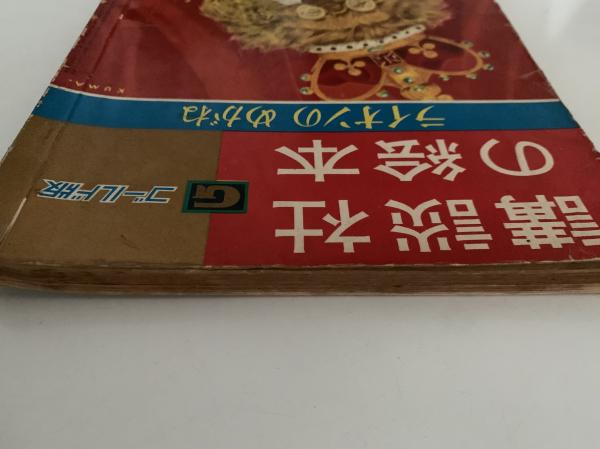 講談社
の絵本
G
ゴールド版
ライオンの めがね
KUMA.